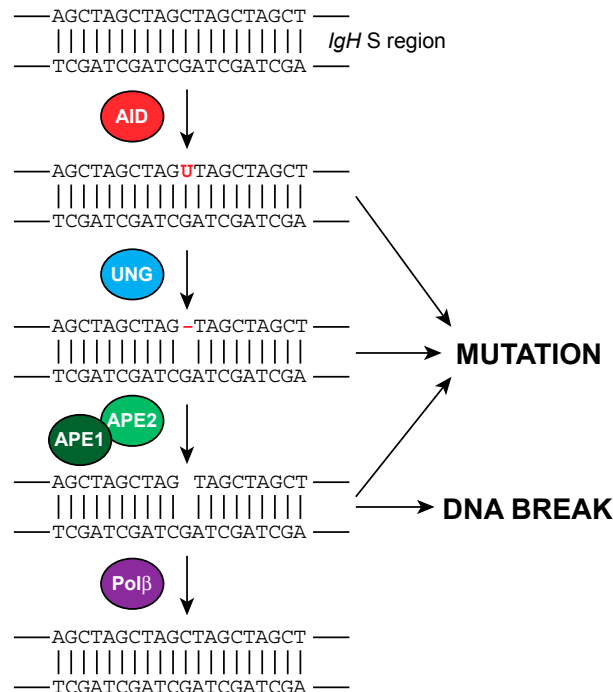 AGCTAGCTAGCTAGCTAGCT
IgH S region
TCGATCGATCGATCGATCGA
AID
AGCTAGCTAGUTAGCTAGCT
TCGATCGATCGATCGATCGA
UNG
AGCTAGCTAG-TAGCTAGCT
MUTATION
TCGATCGATCGATCGATCGA
APE2
APE1
AGCTAGCTAG TAGCTAGCT
DNA BREAK
TCGATCGATCGATCGATCGA
Polβ
AGCTAGCTAGCTAGCTAGCT
TCGATCGATCGATCGATCGA